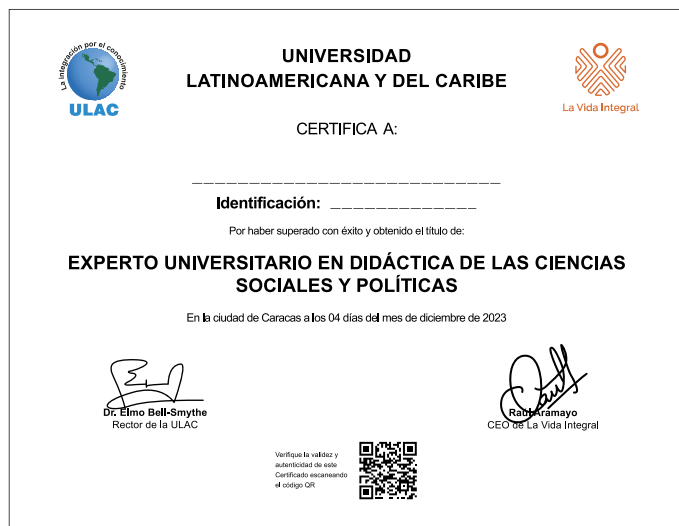 La integración por el conocimiento
ULAC
UNIVERSIDAD
LATINOAMERICANA Y DEL CARIBE
La Vida Integral
CERTIFICA A:
____________________________
Identificación: _____________
Por haber superado con éxito y obtenido el título de:
EXPERTO UNIVERSITARIO EN DIDÁCTICA DE LAS CIENCIAS
SOCIALES Y POLÍTICAS
En la ciudad de Caracas a los 04 días del mes de diciembre de 2023
Dr. Elmo Bell-Smythe
Rector de la ULAC
Raúl Aramayo
CEO de La Vida Integral
Verifique la validez y
autenticidad de este
Certificado escaneando
el código QR